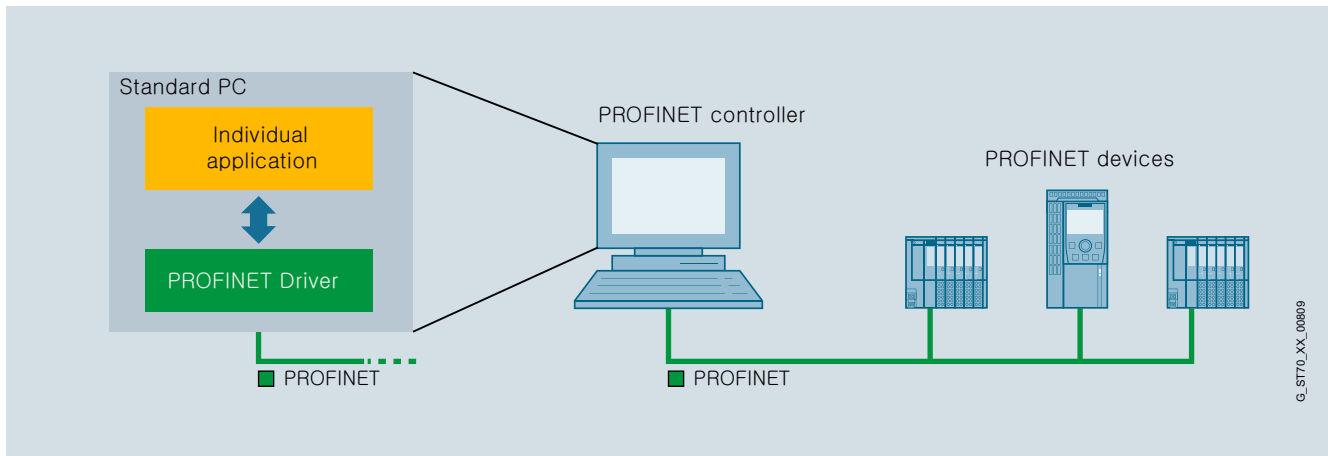 Standard PC
Individual
application
PROFINET Driver
PROFINET
PROFINET controller
PROFINET
PROFINET devices
G_ST70_XX_00809